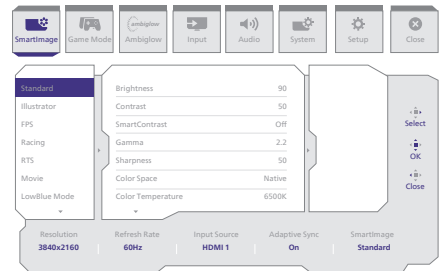 SmartImage
Game Mode
ambiglow
Ambiglow
Input
Audio
System
Setup
Close
Standard
Illustrator
FPS
Racing
RTS
Movie
LowBlue Mode
Brightness 90
Contrast 50
SmartContrast Off
Gamma 2.2
Sharpness 50
Color Space Native
Color Temperature 6500K
Select
OK
Close
Resolution Refresh Rate Input Source Adaptive Sync SmartImage
3840x2160 60Hz HDMI 1 On Standard